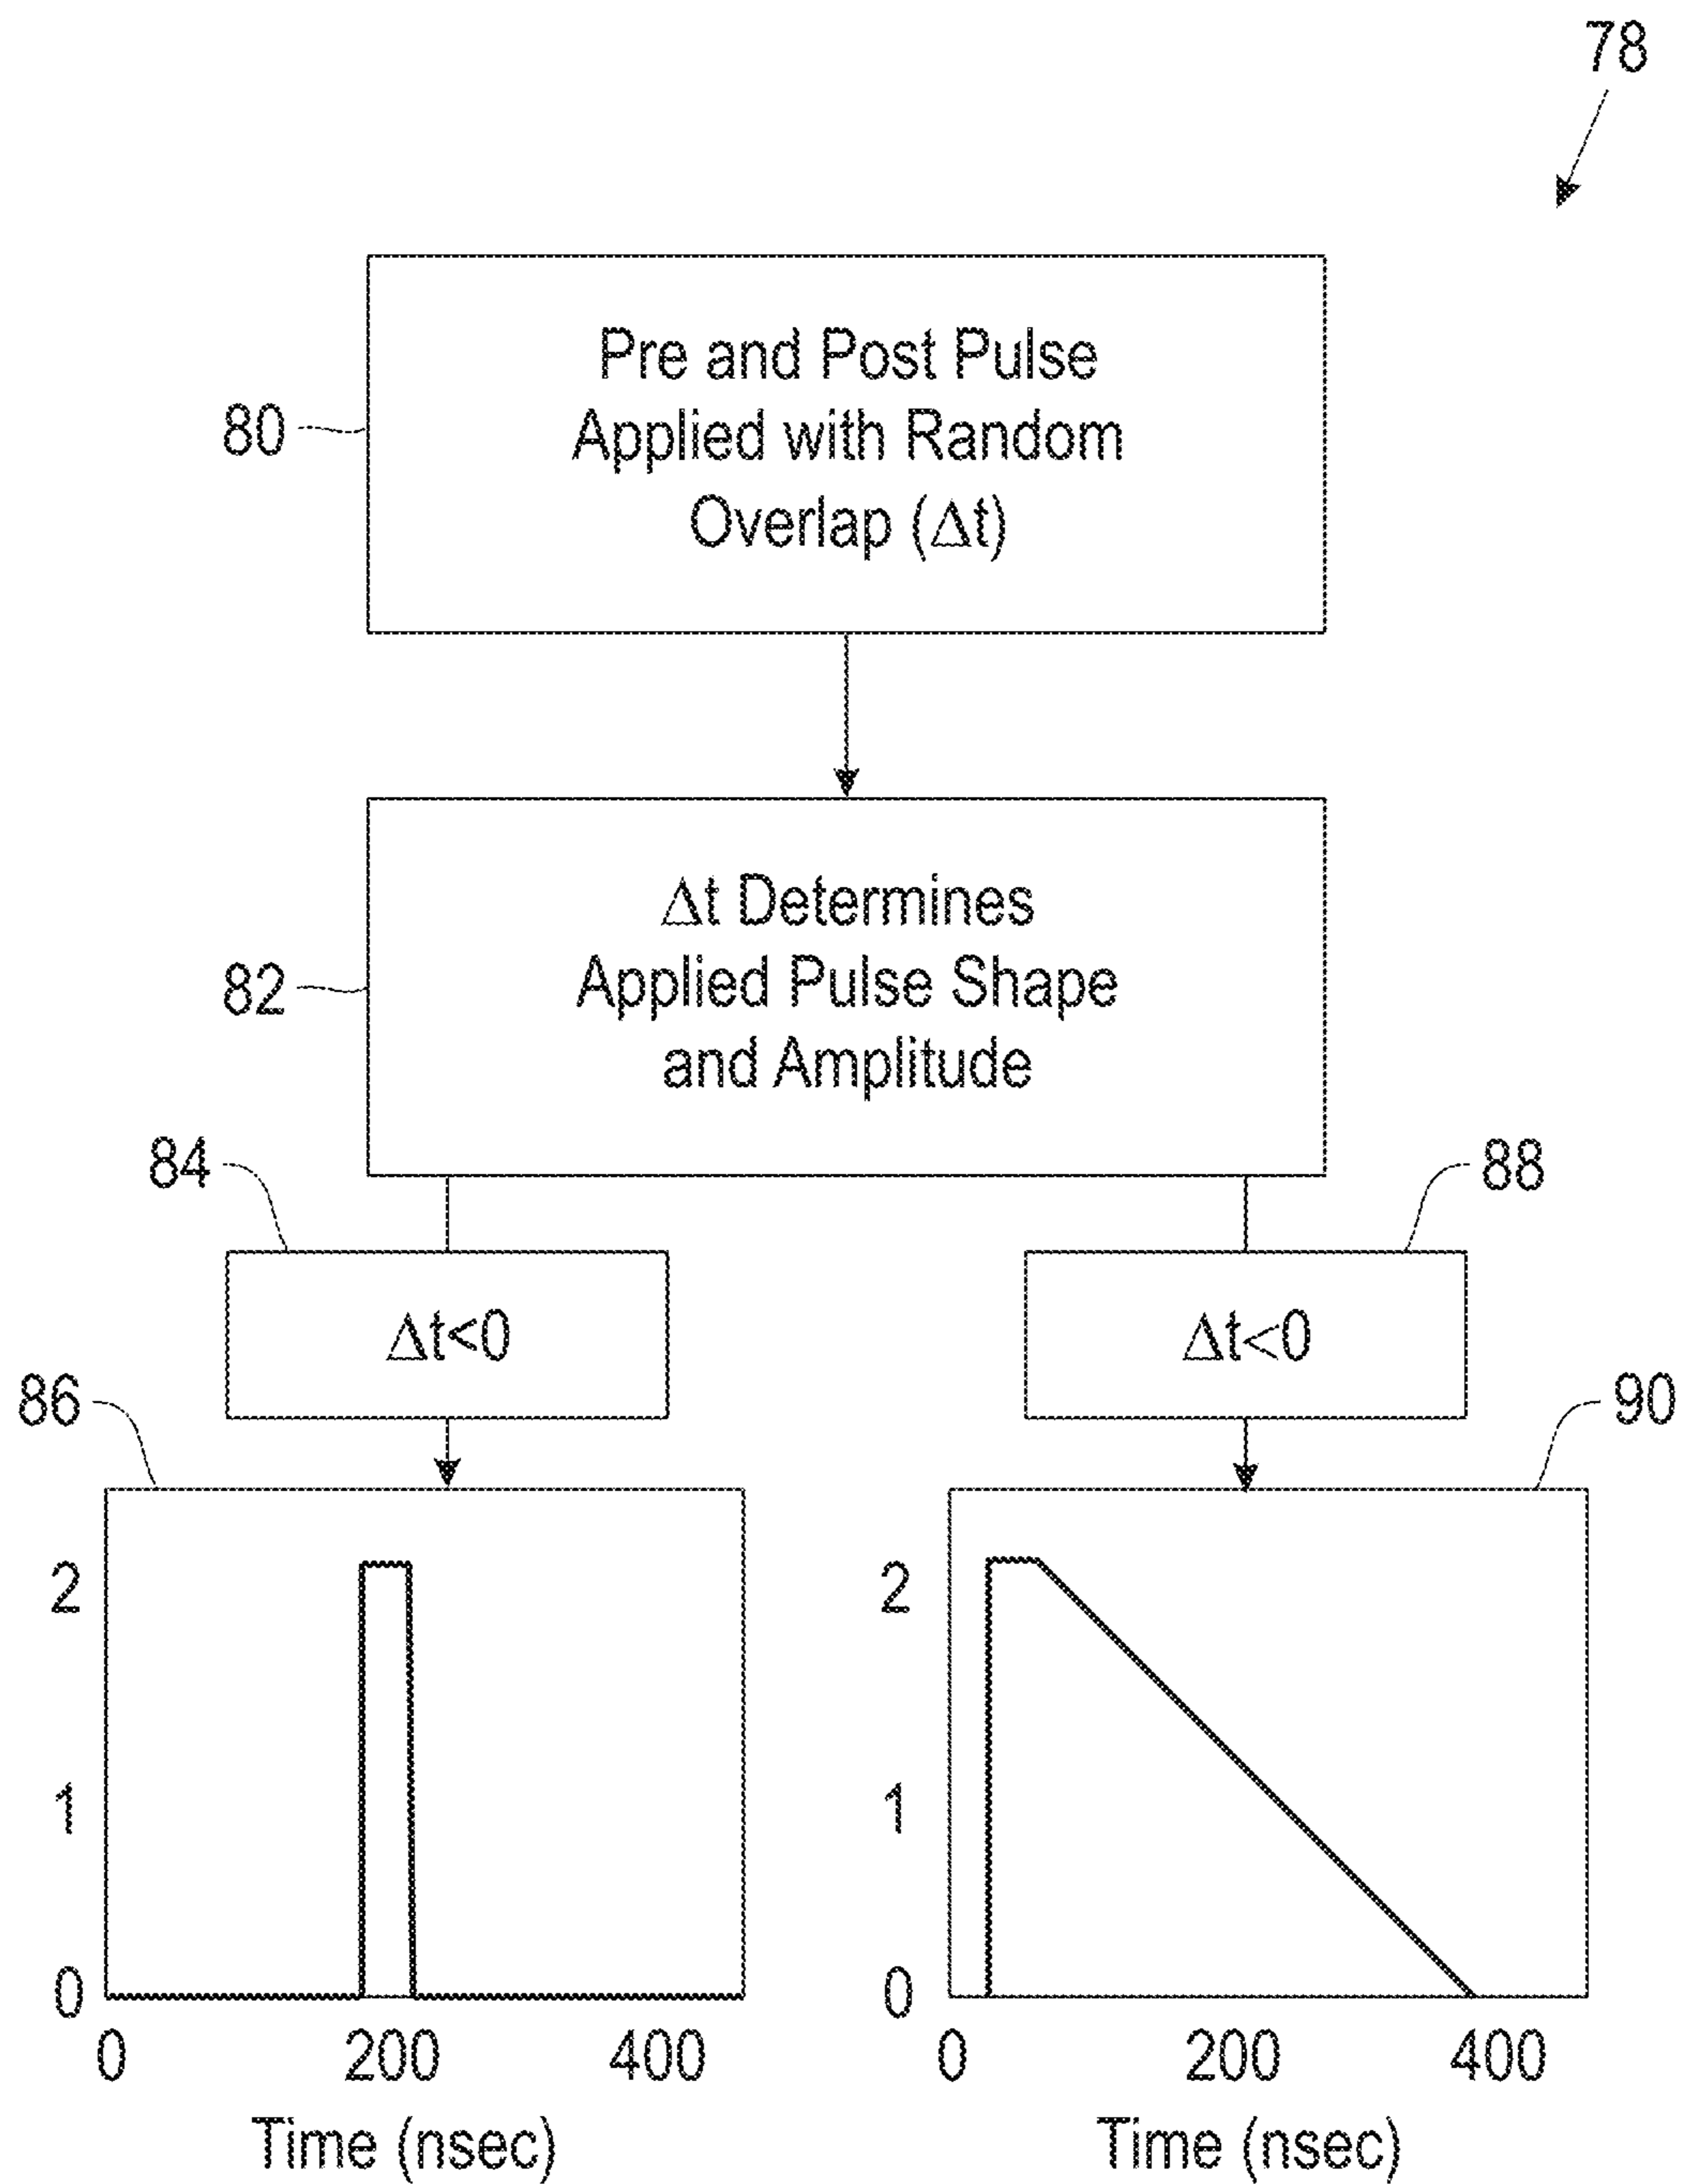 78
Pre and Post Pulse
80
Applied with Random
Overlap (Δt)
Δt Determines
82
Applied Pulse Shape
and Amplitude
84
88
Δt<0
Δt<0
86
90
2
2
1
1
0
0
0 200 400
0 200 400
Time (nsec)
Time (nsec)